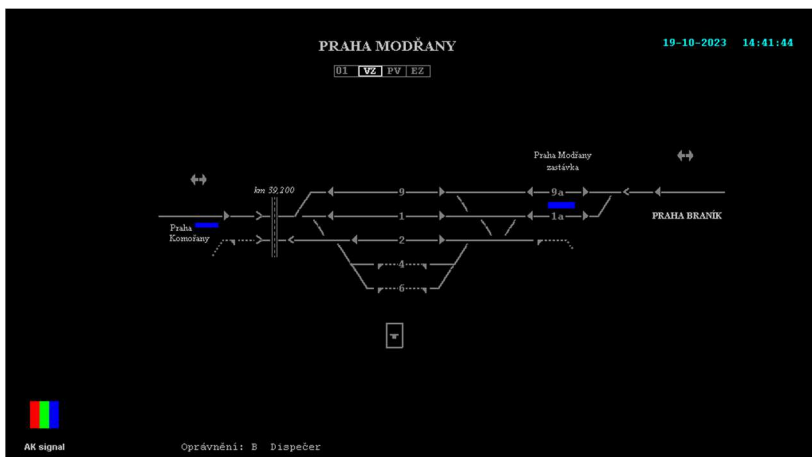 PRAHA MODŘANY
19-10-2023 14:41:44
01 VZ PV EZ
Praha Modřany
zastávka
km 39,200
9 9a
1 1a
Praha
Komořany
PRAHA BRANÍK
2
4
6
AK signal
Oprávnění: B Dispečer